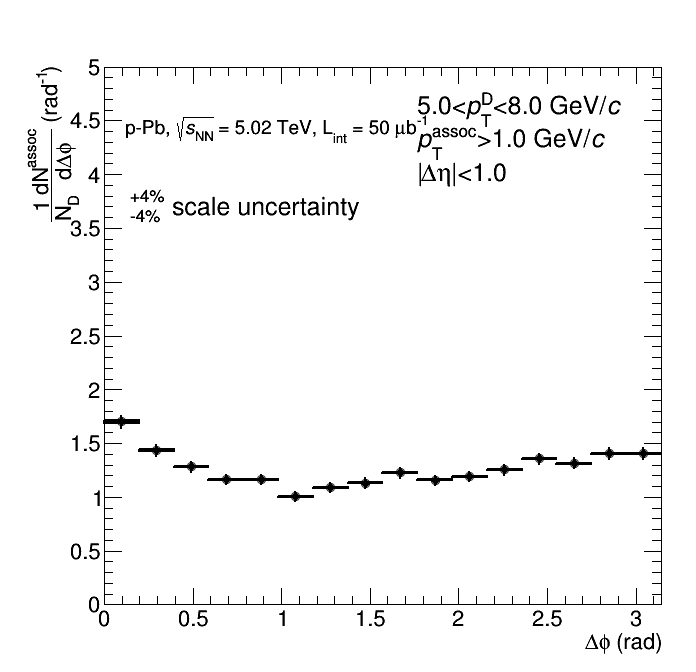 5
4.5
4
3.5
3
2.5
2
1.5
1
0.5
0
1/N_D dN^assoc/dΔϕ (rad⁻¹)
5.0<p_T^D<8.0 GeV/c
p-Pb, √s_NN = 5.02 TeV, L_int = 50 μb⁻¹
p_T^assoc>1.0 GeV/c
|Δη|<1.0
+4%
-4% scale uncertainty
0 0.5 1 1.5 2 2.5 3
Δϕ (rad)